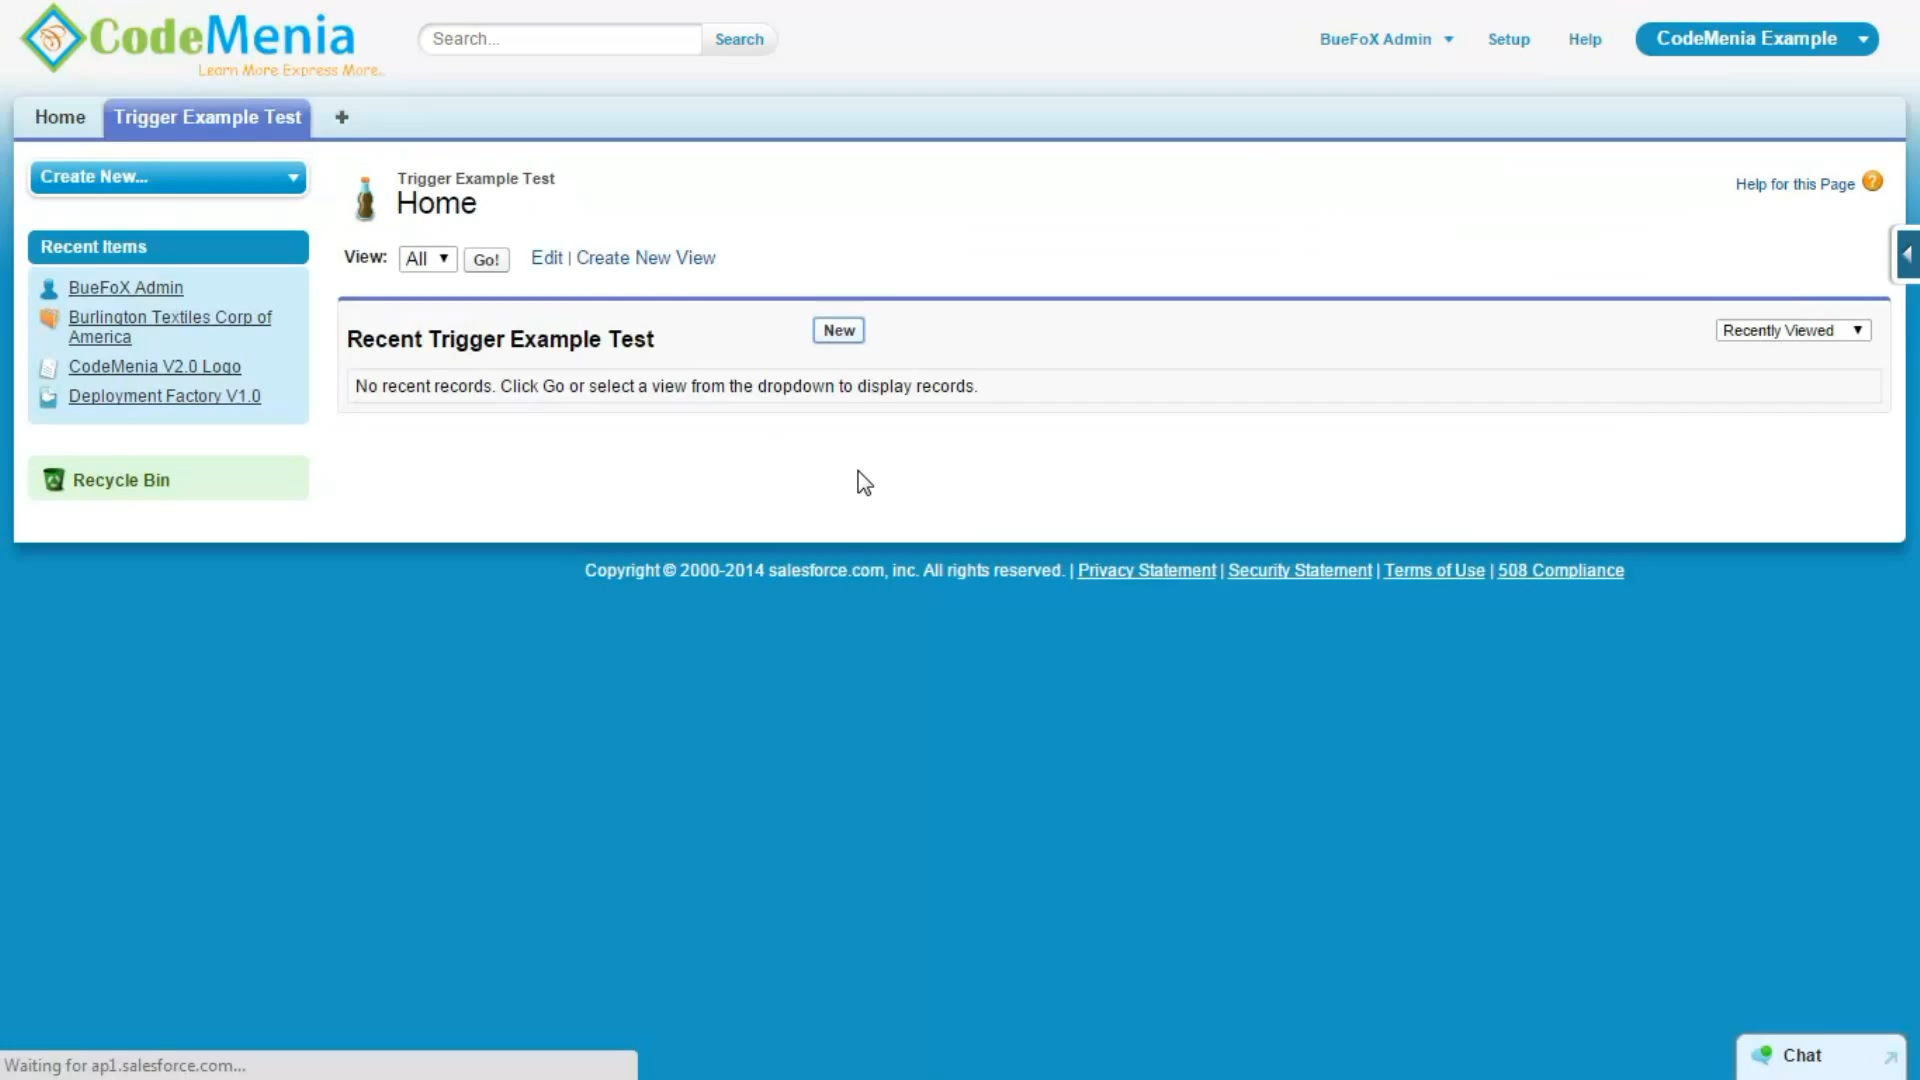 CodeMenia
Learn More Express More..
Search...
Search
BueFoX Admin
Setup
Help
CodeMenia Example
Home
Trigger Example Test
+
Create New...
Trigger Example Test
Home
Help for this Page ?
View: All Go! Edit | Create New View
Recent Items
BueFoX Admin
Burlington Textiles Corp of
America
CodeMenia V2.0 Logo
Deployment Factory V1.0
Recycle Bin
Recent Trigger Example Test
New
Recently Viewed
No recent records. Click Go or select a view from the dropdown to display records.
Copyright © 2000-2014 salesforce.com, inc. All rights reserved. | Privacy Statement | Security Statement | Terms of Use | 508 Compliance
Waiting for ap1.salesforce.com...
Chat